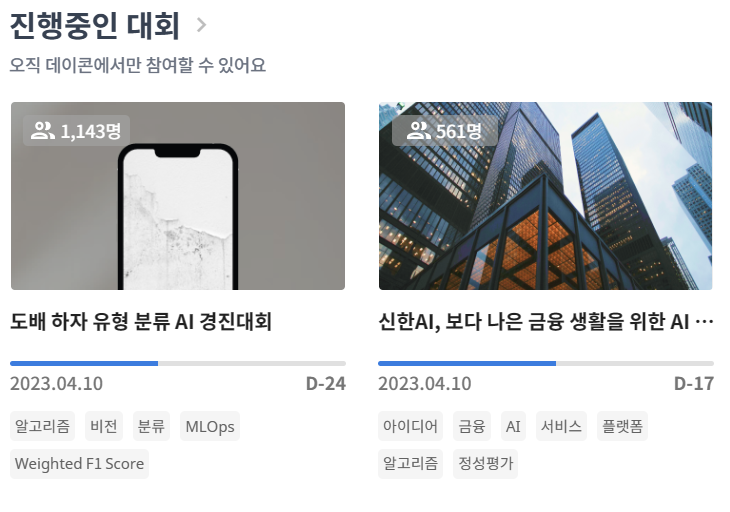 진행중인 대회
오직 데이콘에서만 참여할 수 있어요
1,143명
도배 하자 유형 분류 AI 경진대회
2023.04.10 D-24
알고리즘 비전 분류 MLOps
Weighted F1 Score
561명
신한AI, 보다 나은 금융 생활을 위한 AI ⋯
2023.04.10 D-17
아이디어 금융 AI 서비스 플랫폼
알고리즘 정성평가